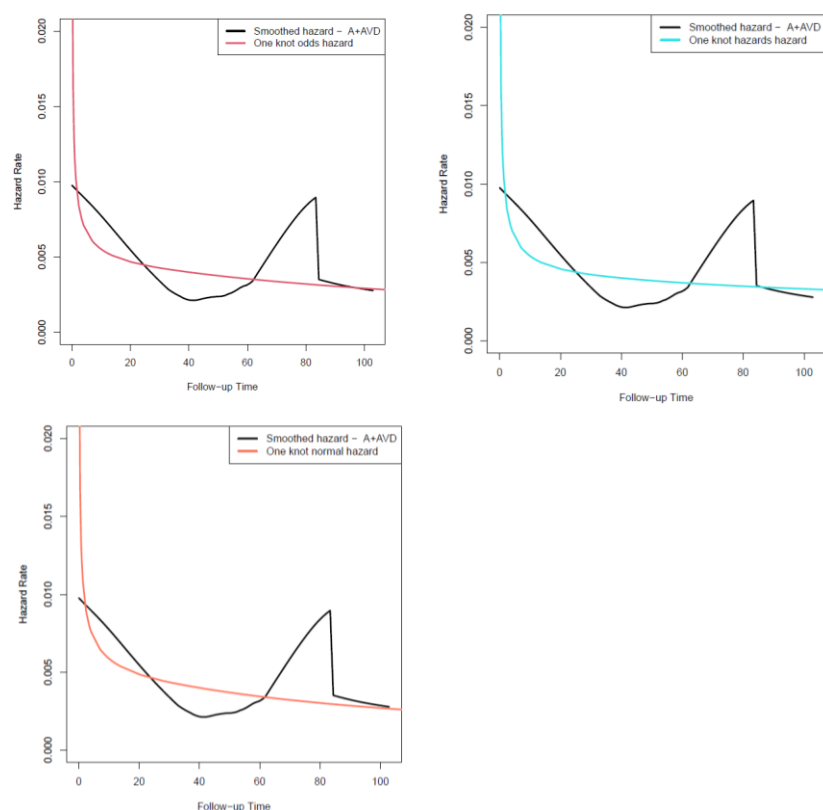 Smoothed hazard − A+AVD
One knot odds hazard
0.020
0.015
0.010
0.005
0.000
Hazard Rate
0 20 40 60 80 100
Follow−up Time
Smoothed hazard − A+AVD
One knot hazards hazard
0.020
0.015
0.010
0.005
0.000
Hazard Rate
0 20 40 60 80 100
Follow−up Time
Smoothed hazard − A+AVD
One knot normal hazard
0.020
0.015
0.010
0.005
0.000
Hazard Rate
0 20 40 60 80 100
Follow−up Time